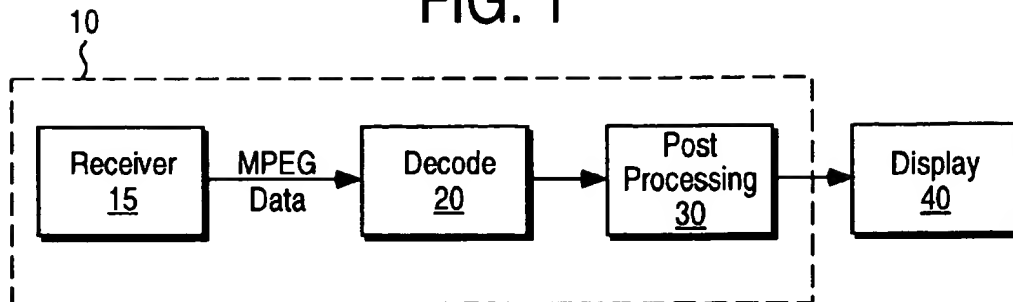 FIG. 1
10
Receiver
15
MPEG
Data
Decode
20
Post
Processing
30
Display
40